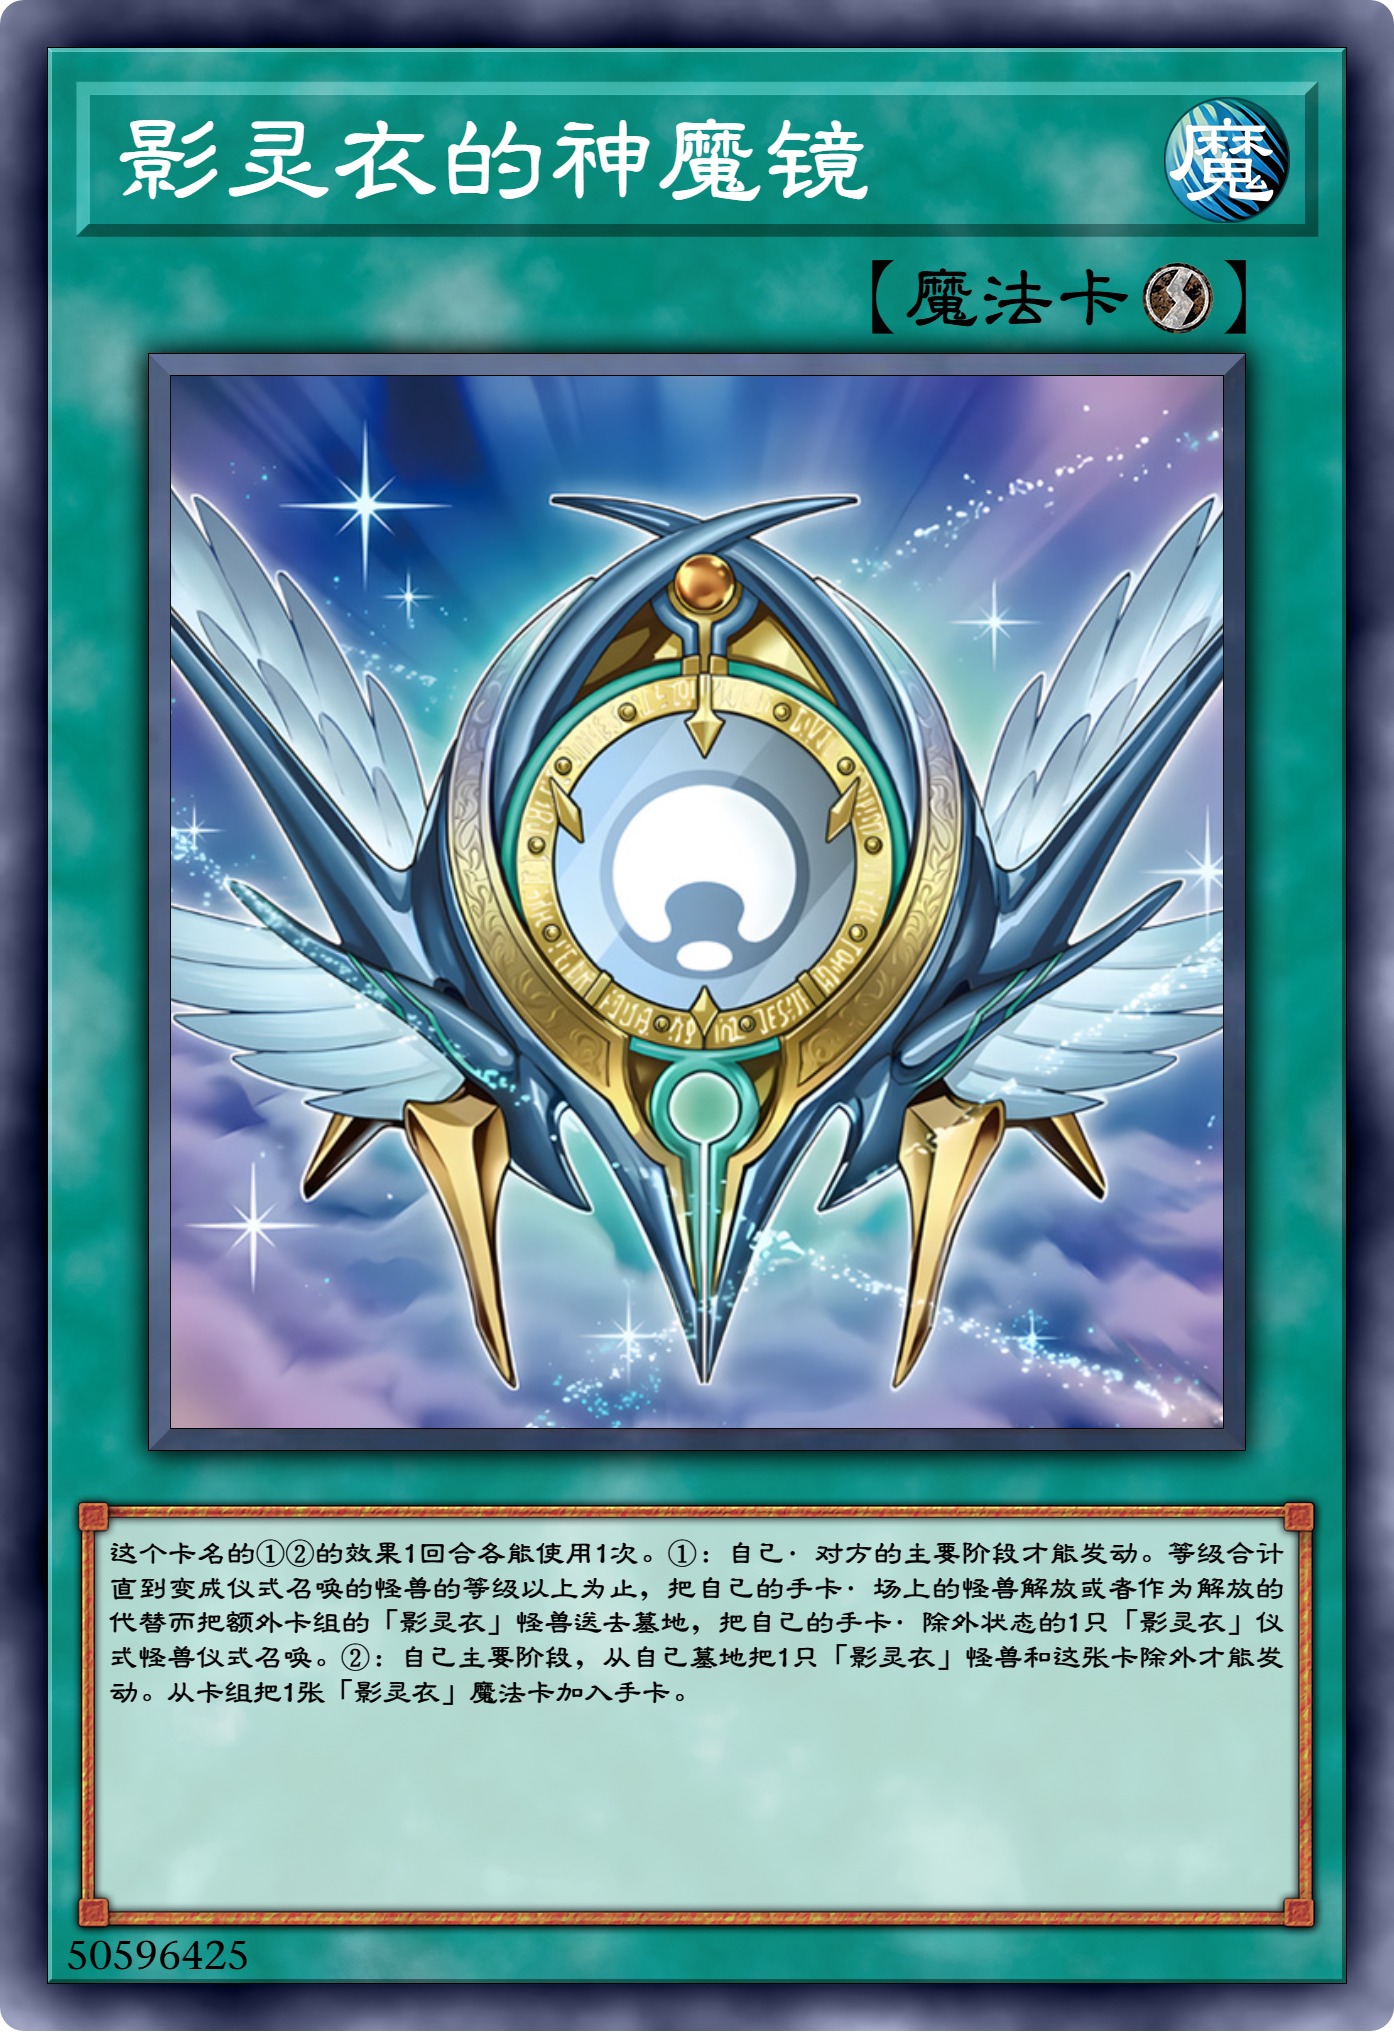 影灵衣的神魔镜
魔
【魔法卡】
这个卡名的①②的效果1回合各能使用1次。①：自己·对方的主要阶段才能发动。等级合计
直到变成仪式召唤的怪兽的等级以上为止，把自己的手卡·场上的怪兽解放或者作为解放的
代替而把额外卡组的「影灵衣」怪兽送去墓地，把自己的手卡·除外状态的1只「影灵衣」仪
式怪兽仪式召唤。②：自己主要阶段，从自己墓地把1只「影灵衣」怪兽和这张卡除外才能发
动。从卡组把1张「影灵衣」魔法卡加入手卡。
50596425